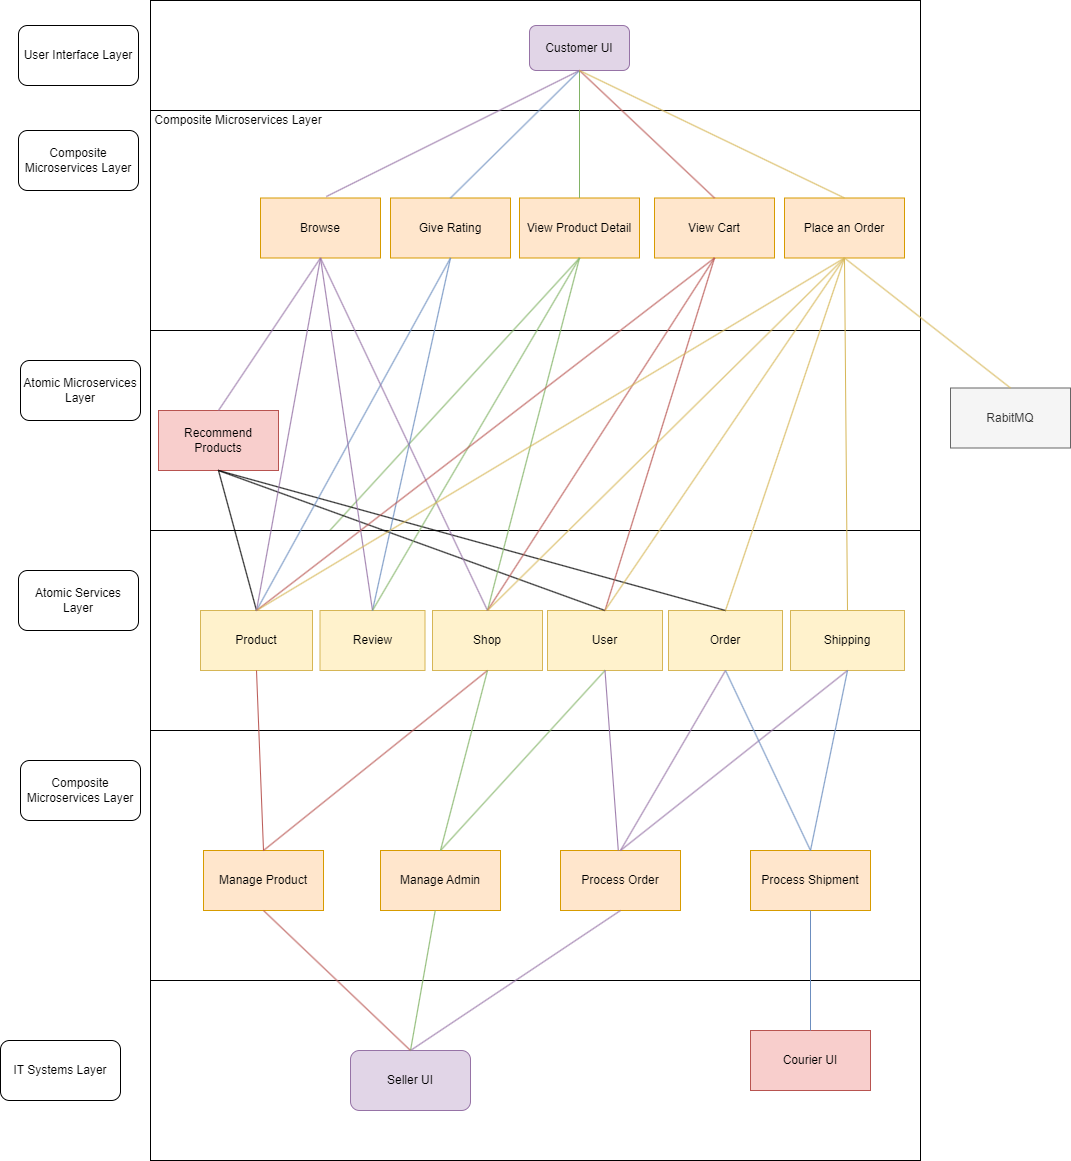 User Interface Layer
Customer UI
Composite Microservices Layer
Composite
Microservices Layer
Browse
Give Rating
View Product Detail
View Cart
Place an Order
Atomic Microservices
Layer
Recommend
Products
RabitMQ
Atomic Services
Layer
Product
Review
Shop
User
Order
Shipping
Composite
Microservices Layer
Manage Product
Manage Admin
Process Order
Process Shipment
IT Systems Layer
Seller UI
Courier UI